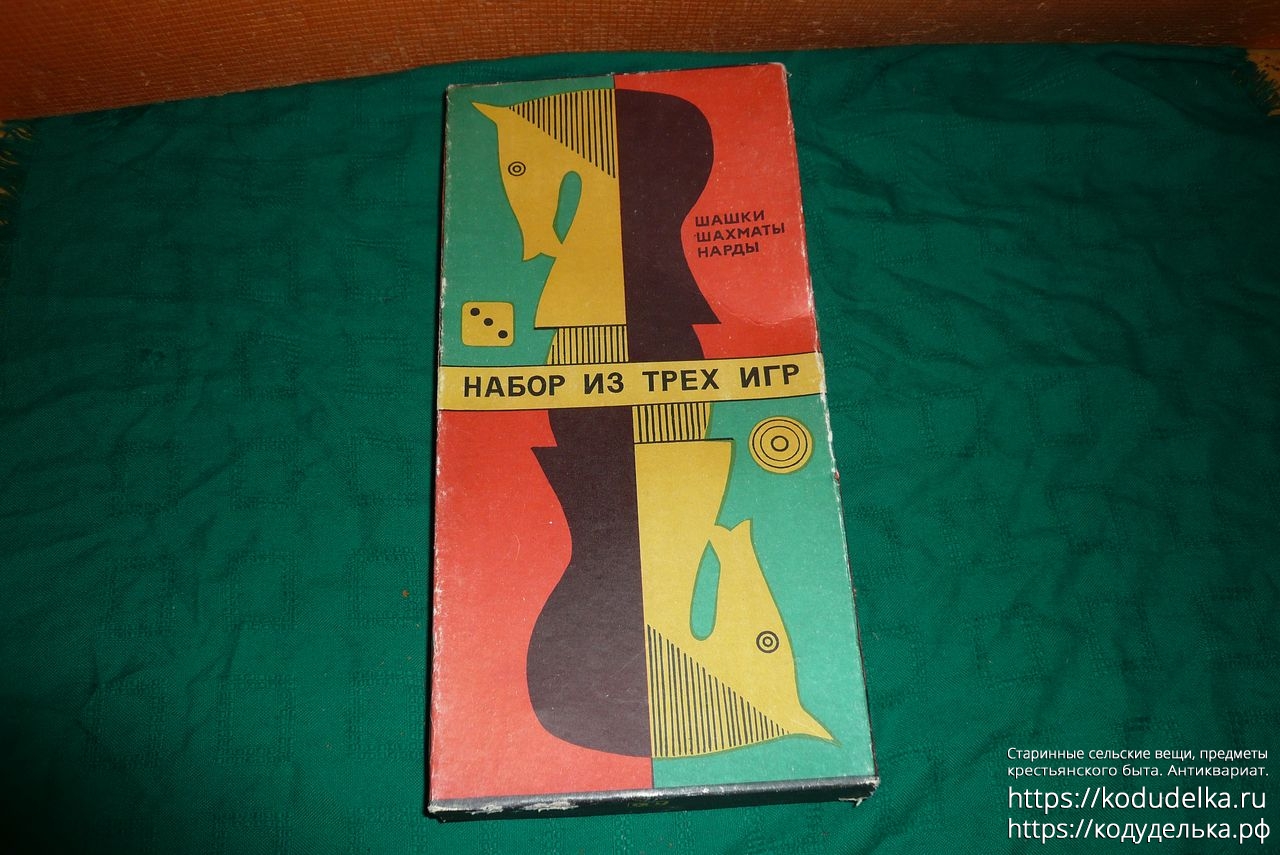 ШАШКИ
ШАХМАТЫ
НАРДЫ
НАБОР ИЗ ТРЕХ ИГР
Старинные сельские вещи, предметы
крестьянского быта. Антиквариат.
https://kodudelka.ru
https://кодуделька.рф